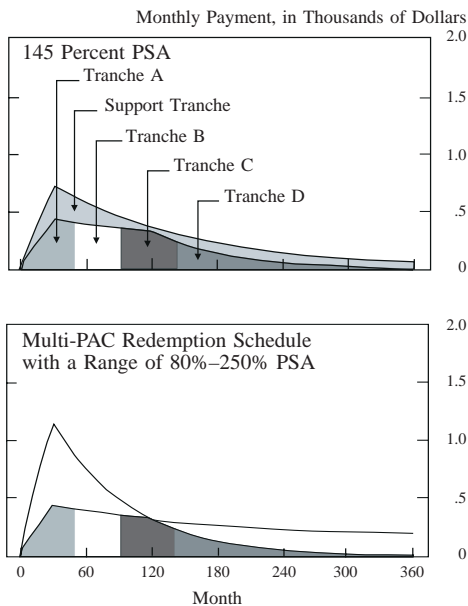 Monthly Payment, in Thousands of Dollars
2.0
145 Percent PSA
Tranche A
1.5
Support Tranche
Tranche B
1.0
Tranche C
Tranche D
.5
0
2.0
Multi-PAC Redemption Schedule
with a Range of 80%–250% PSA
1.5
1.0
.5
0
0 60 120 180 240 300 360
Month